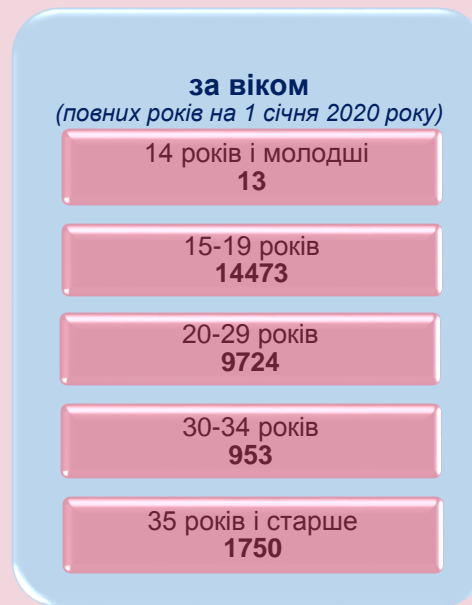 за віком
(повних років на 1 січня 2020 року)
14 років і молодші
13
15-19 років
14473
20-29 років
9724
30-34 років
953
35 років і старше
1750